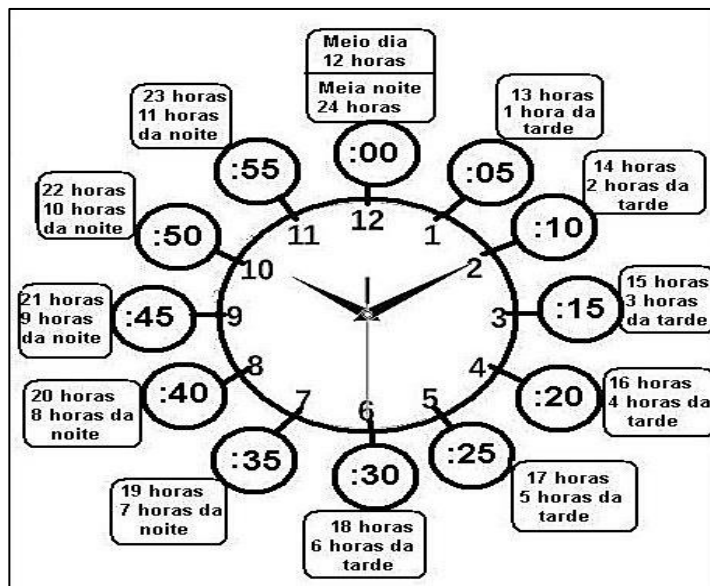 Meio dia
12 horas
Meia noite
24 horas
:00
12
13 horas
1 hora da
tarde
:05
1
14 horas
2 horas da
tarde
:10
2
15 horas
3 horas
da tarde
:15
3
16 horas
4 horas da
tarde
:20
4
17 horas
5 horas da
tarde
:25
5
18 horas
6 horas da
tarde
:30
6
19 horas
7 horas da
noite
:35
7
20 horas
8 horas da
noite
:40
8
21 horas
9 horas
da noite
:45
9
22 horas
10 horas
da noite
:50
10
23 horas
11 horas
da noite
:55
11